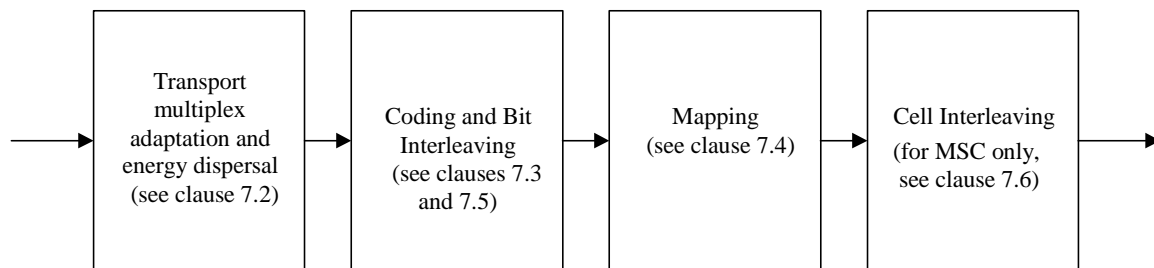 Transport
multiplex
adaptation and
energy dispersal
(see clause 7.2)
Coding and Bit
Interleaving
(see clauses 7.3
and 7.5)
Mapping
(see clause 7.4)
Cell Interleaving
(for MSC only,
see clause 7.6)